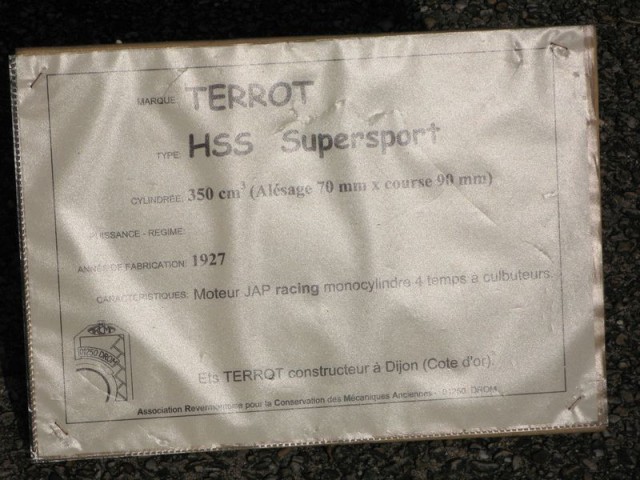 MARQUE: TERROT
TYPE: HSS Supersport
CYLINDRÉE: 350 cm³ (Alésage 70 mm x course 90 mm)
PUISSANCE - REGIME:
ANNÉE DE FABRICATION: 1927
CARACTÉRISTIQUES: Moteur JAP racing monocylindre 4 temps à culbuteurs
Ets TERROT constructeur à Dijon (Cote d'or).
Association pour la Conservation des Mécaniques Anciennes - DROM